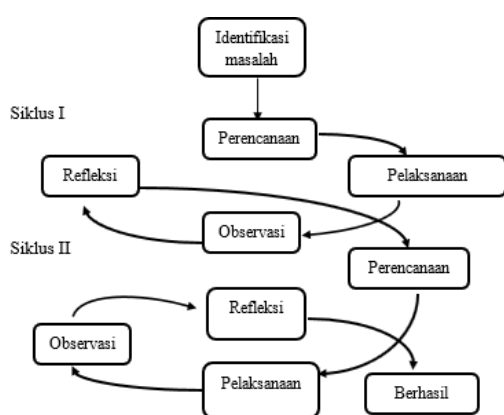 Identifikasi
masalah
Siklus I
Perencanaan
Refleksi
Pelaksanaan
Observasi
Siklus II
Perencanaan
Refleksi
Observasi
Pelaksanaan
Berhasil